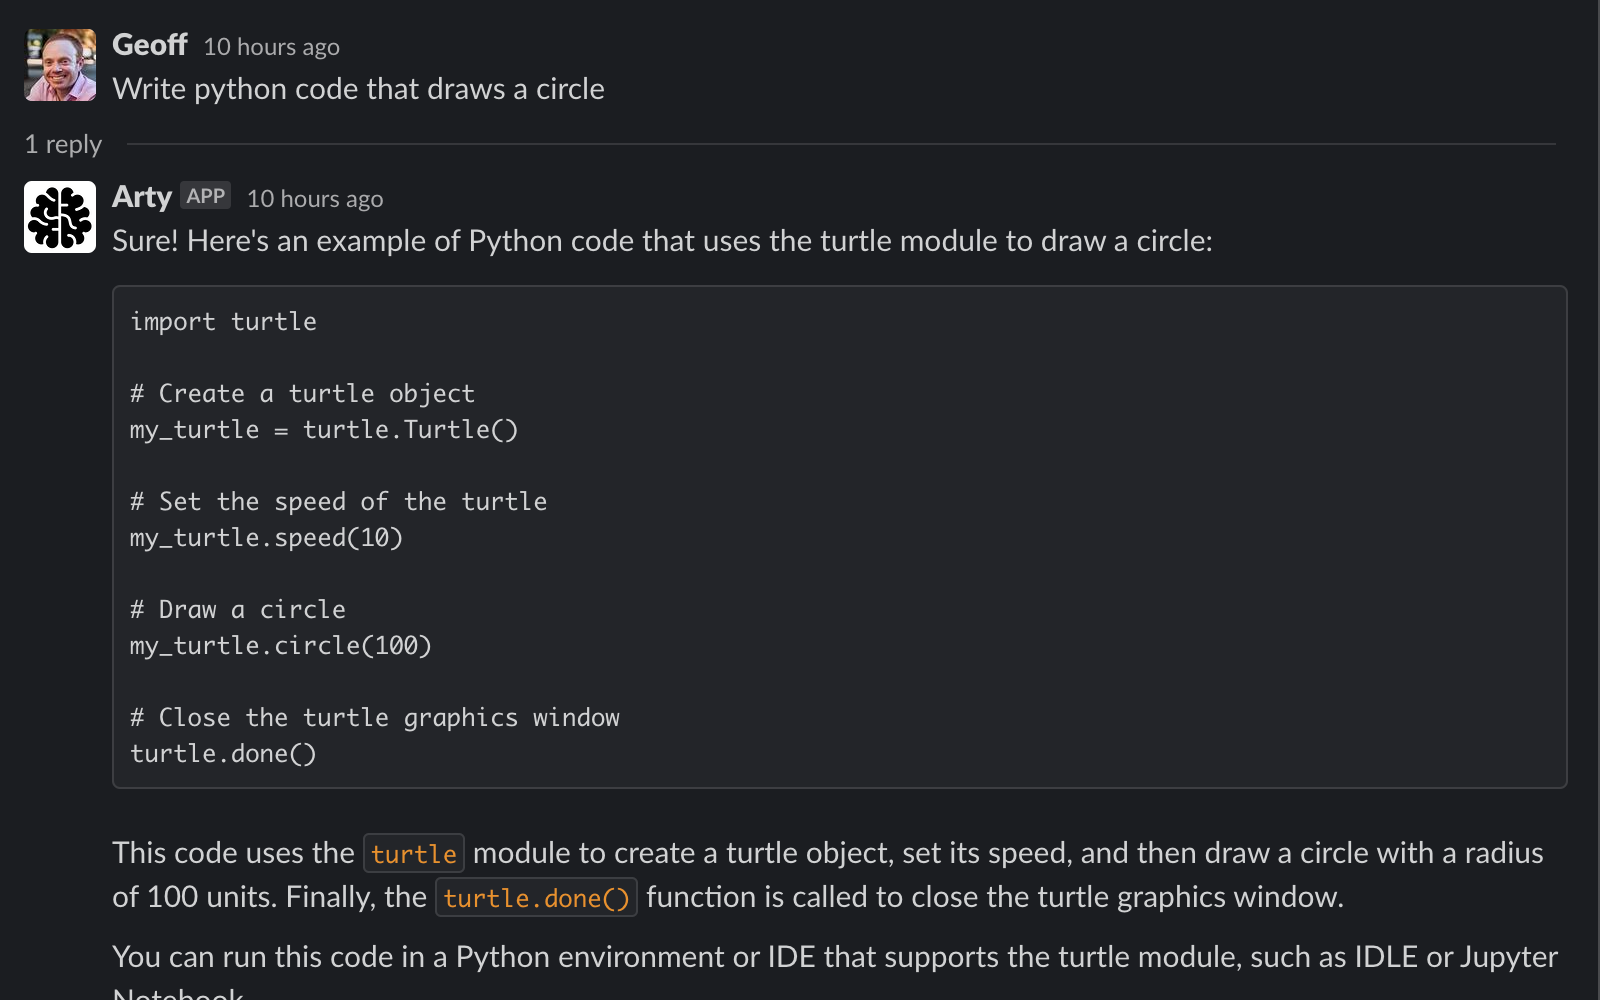 Geoff 10 hours ago
Write python code that draws a circle
1 reply
Arty APP 10 hours ago
Sure! Here's an example of Python code that uses the turtle module to draw a circle:
import turtle
# Create a turtle object
my_turtle = turtle.Turtle()
# Set the speed of the turtle
my_turtle.speed(10)
# Draw a circle
my_turtle.circle(100)
# Close the turtle graphics window
turtle.done()
This code uses the turtle module to create a turtle object, set its speed, and then draw a circle with a radius
of 100 units. Finally, the turtle.done() function is called to close the turtle graphics window.
You can run this code in a Python environment or IDE that supports the turtle module, such as IDLE or Jupyter
Notebook